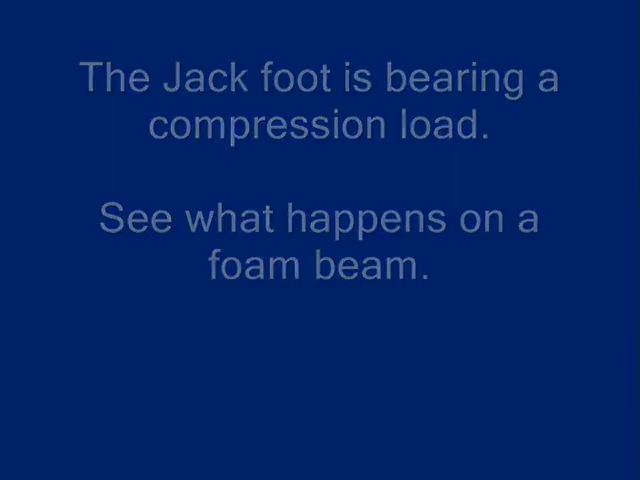 The Jack foot is bearing a
compression load.
See what happens on a
foam beam.